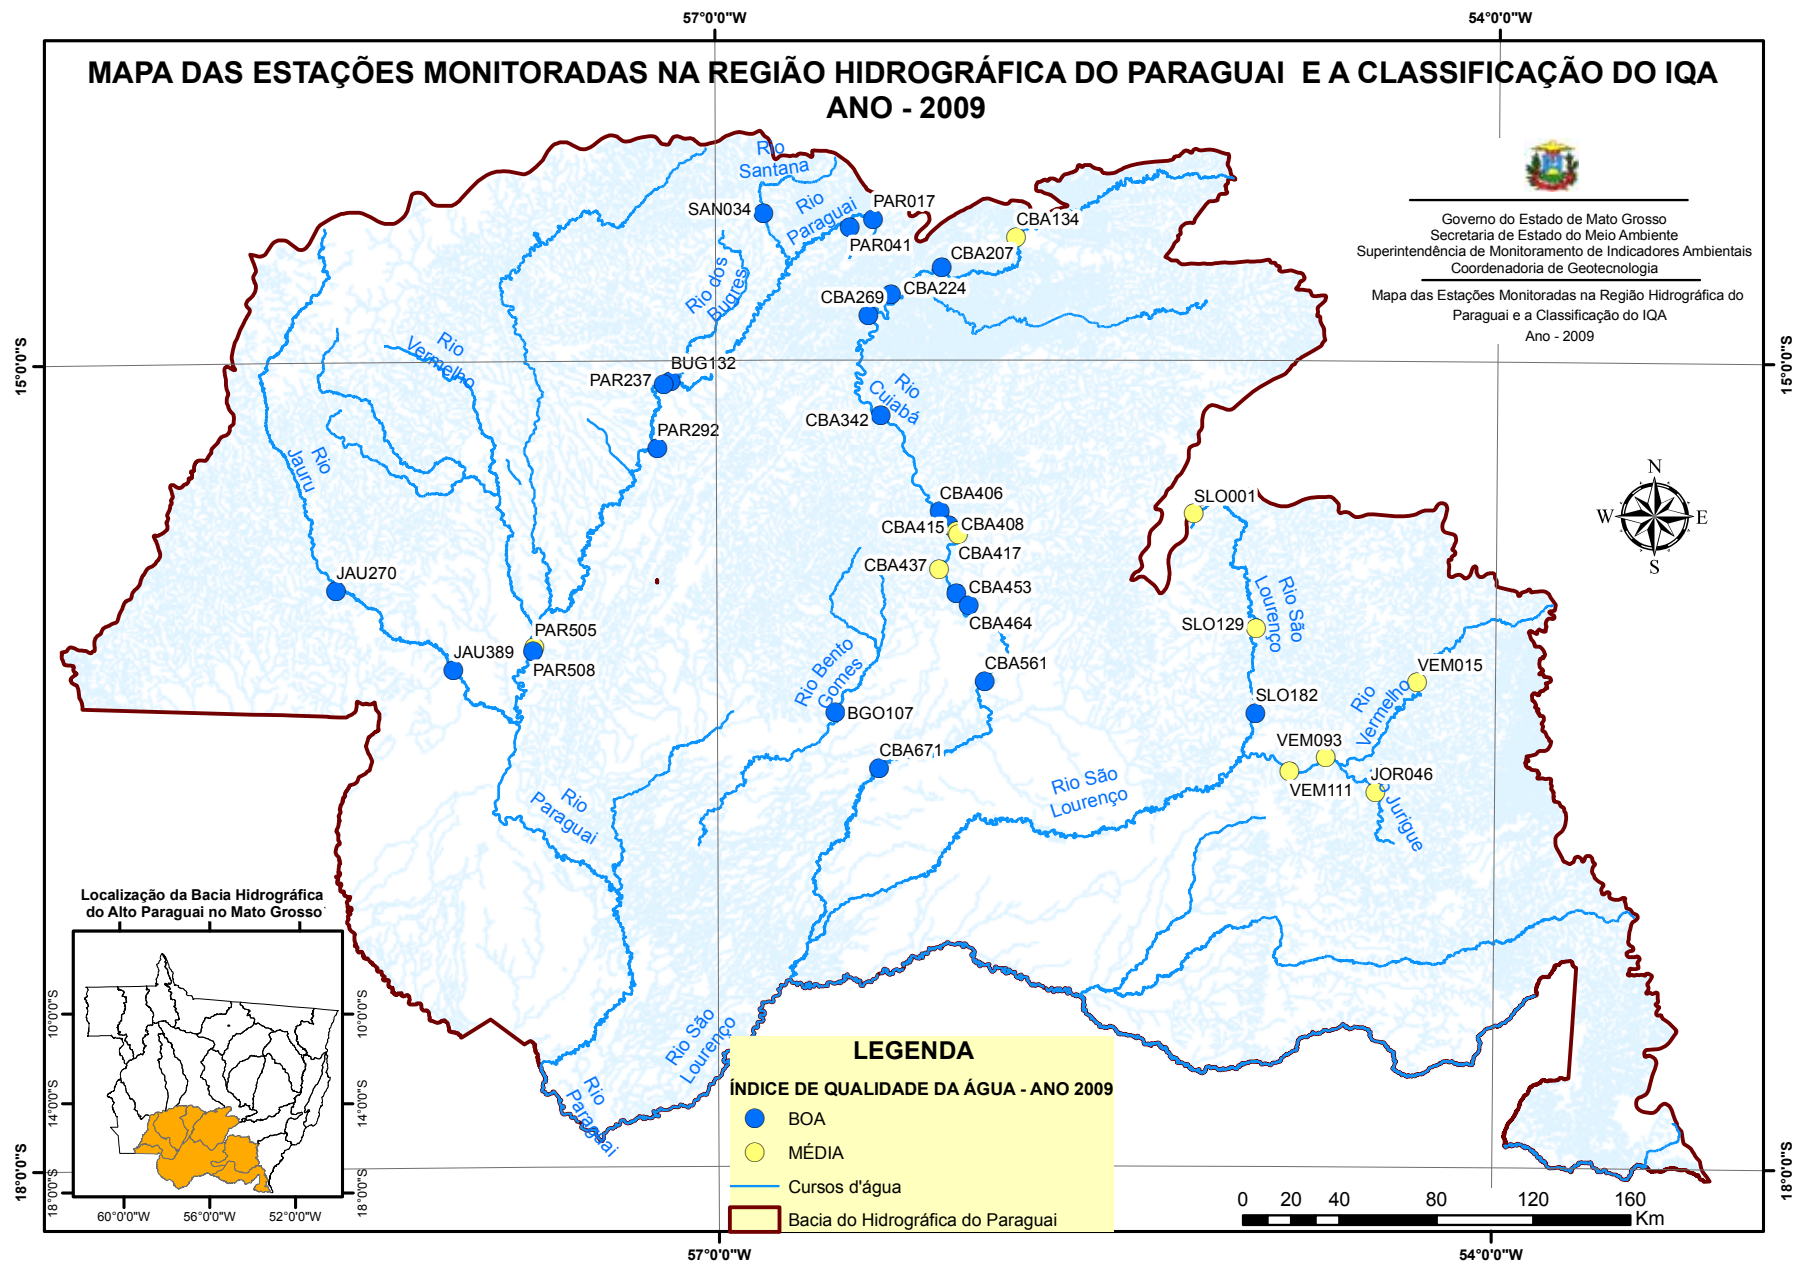 57°0'0"W
54°0'0"W
MAPA DAS ESTAÇÕES MONITORADAS NA REGIÃO HIDROGRÁFICA DO PARAGUAI E A CLASSIFICAÇÃO DO IQA
ANO - 2009
Governo do Estado de Mato Grosso
Secretaria de Estado do Meio Ambiente
Superintendência de Monitoramento de Indicadores Ambientais
Coordenadoria de Geotecnologia
Mapa das Estações Monitoradas na Região Hidrográfica do
Paraguai e a Classificação do IQA
Ano - 2009
Rio
Santana
SAN034
Rio
Paraguai
PAR017
PAR041
CBA134
CBA207
CBA224
CBA269
Rio dos
Bugres
15°0'0"S
15°0'0"S
Rio
Vermelho
BUG132
PAR237
Rio
Cuiabá
CBA342
PAR292
Rio
Jauru
CBA406
CBA408
CBA415
CBA417
CBA437
CBA453
CBA464
SLO001
N
W
E
S
JAU270
Rio São
Lourenço
SLO129
PAR505
PAR508
JAU389
CBA561
Rio Bento
Gomes
BGO107
VEM015
Rio
Vermelho
SLO182
VEM093
CBA671
VEM111
JOR046
Jurigue
Rio São
Lourenço
Rio
Paraguai
Localização da Bacia Hidrográfica
do Alto Paraguai no Mato Grosso
10°0'0"S
10°0'0"S
14°0'0"S
14°0'0"S
18°0'0"S
18°0'0"S
60°0'0"W
56°0'0"W
52°0'0"W
Rio São
Lourenço
Rio
Paraguai
LEGENDA
ÍNDICE DE QUALIDADE DA ÁGUA - ANO 2009
BOA
MÉDIA
Cursos d'água
Bacia do Hidrográfica do Paraguai
18°0'0"S
18°0'0"S
0 20 40 80 120 160
Km
57°0'0"W
54°0'0"W